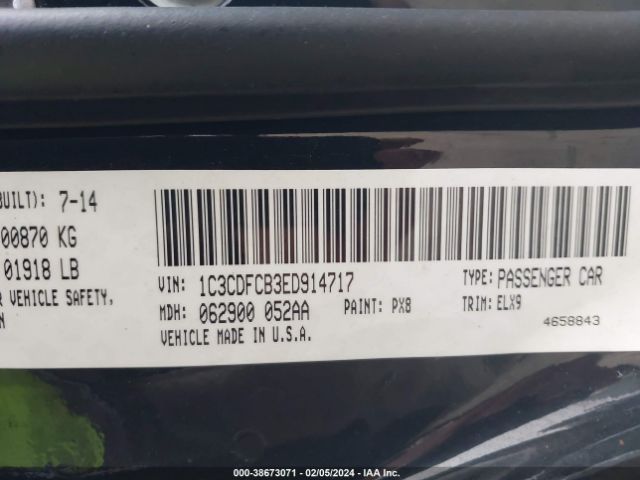 BUILT): 7-14
00870 KG
01918 LB
VEHICLE SAFETY,
VIN: 1C3CDFCB3ED914717
TYPE: PASSENGER CAR
MDH: 062900 052AA
PAINT: PX8
TRIM: ELX9
VEHICLE MADE IN U.S.A.
4658843
000-38673071 - 02/05/2024 - IAA Inc.